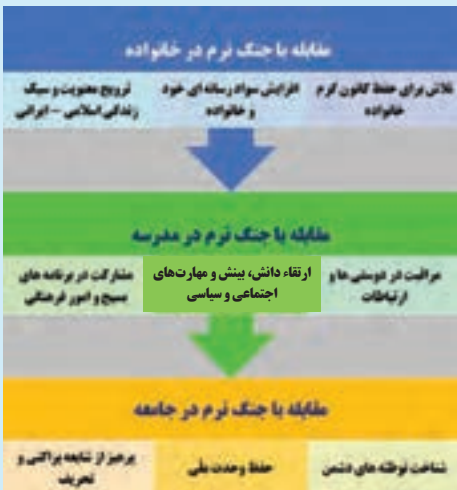 مقابله با جنگ نرم در خانواده
تلاش برای حفظ کانون گرم
خانواده
افزایش سواد رسانه ای خود
و خانواده
ترویج معنویت و سبک
زندگی اسلامی - ایرانی
مقابله با جنگ نرم در مدرسه
مراقبت در دوستی ها و
ارتباطات
ارتقاء دانش، بینش و مهارت‌های
اجتماعی و سیاسی
مشارکت در برنامه های
بسیج و امور فرهنگی
مقابله با جنگ نرم در جامعه
شناخت توطئه های دشمن
حفظ وحدت ملی
پرهیز از شایعه پراکنی و
تحریف